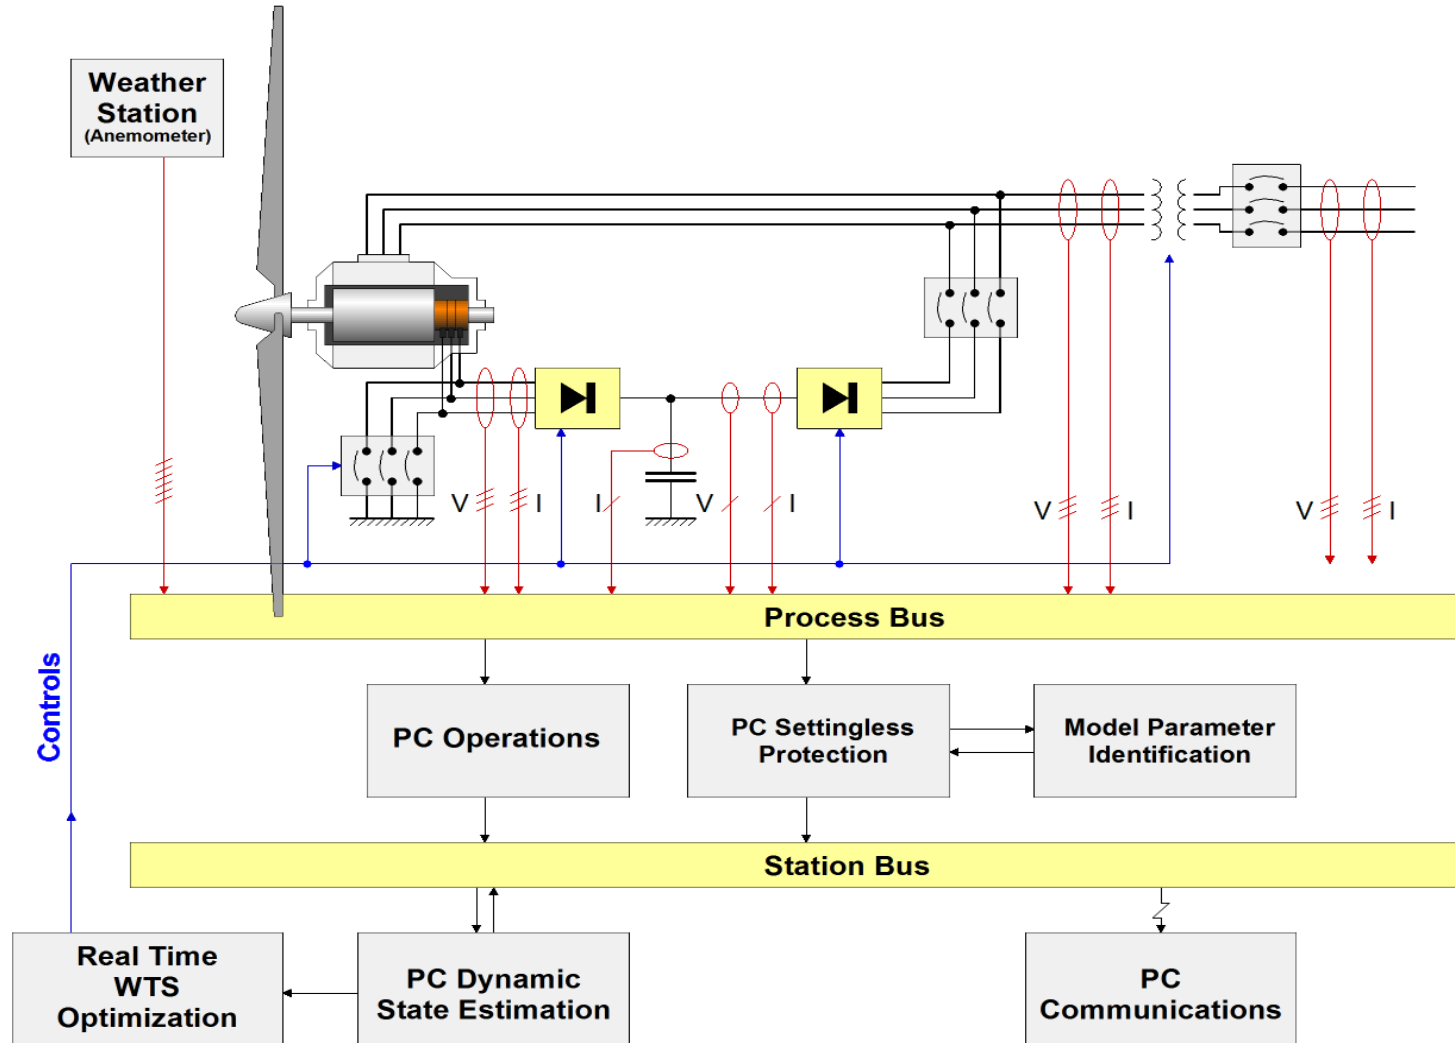 Weather
Station
(Anemometer)
V
I
I
V
I
V
I
V
I
Process Bus
Controls
PC Operations
PC Settingless
Protection
Model Parameter
Identification
Station Bus
Real Time
WTS
Optimization
PC Dynamic
State Estimation
PC
Communications